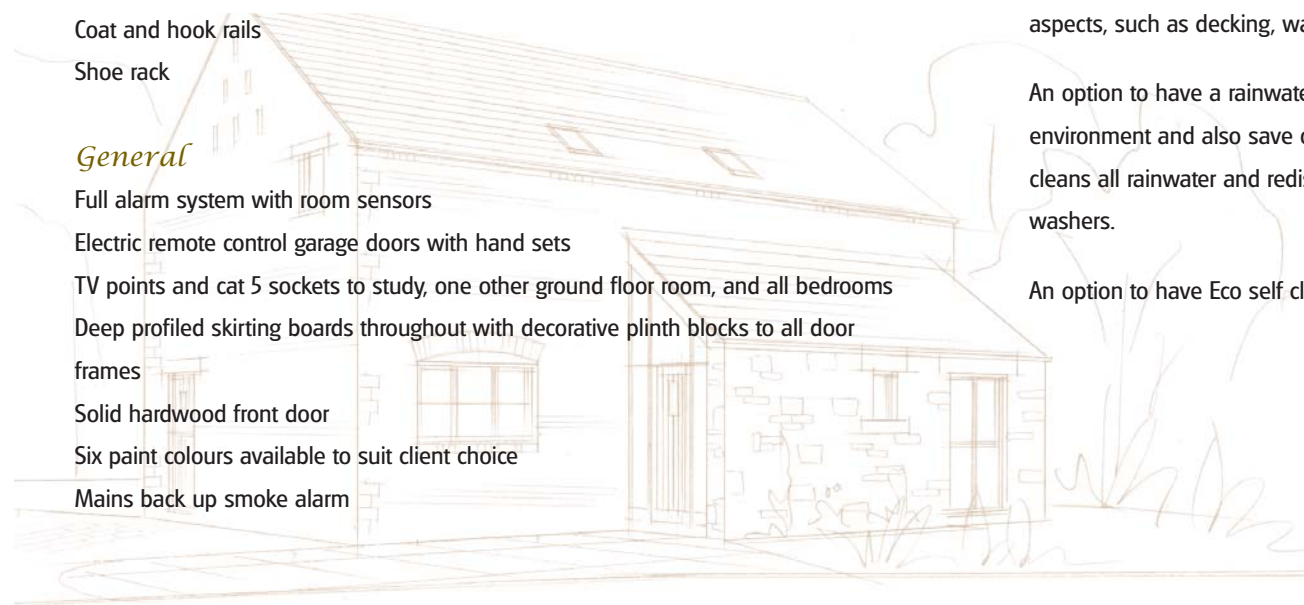 Coat and hook rails
Shoe rack
General
Full alarm system with room sensors
Electric remote control garage doors with hand sets
TV points and cat 5 sockets to study, one other ground floor room, and all bedrooms
Deep profiled skirting boards throughout with decorative plinth blocks to all door
frames
Solid hardwood front door
Six paint colours available to suit client choice
Mains back up smoke alarm
aspects, such as decking,
An option to have a
environment and also save
cleans all rainwater and
washers.
An option to have Eco self